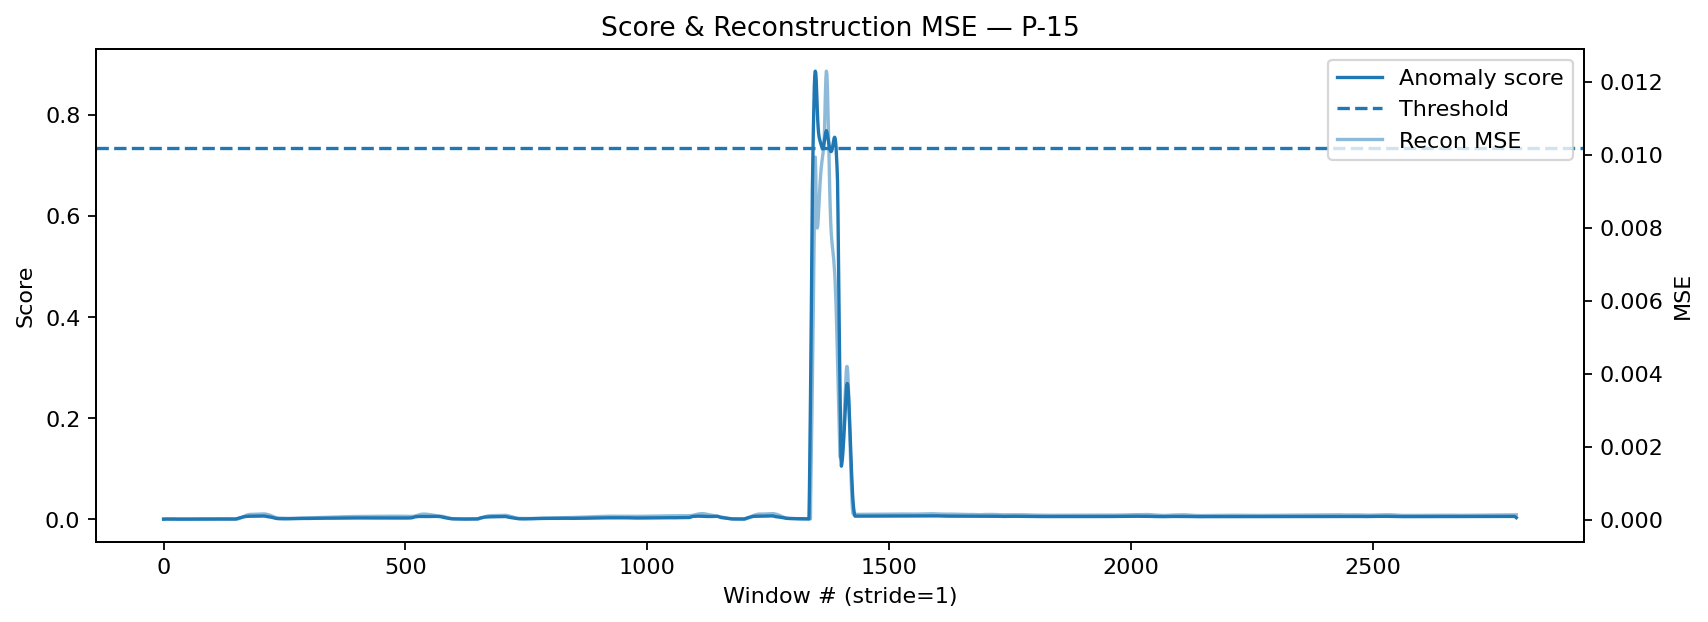 Score & Reconstruction MSE — P-15
Anomaly score
Threshold
Recon MSE
Score
0.8
0.6
0.4
0.2
0.0
0.012
0.010
0.008
0.006
0.004
0.002
0.000
MSE
0 500 1000 1500 2000 2500
Window # (stride=1)